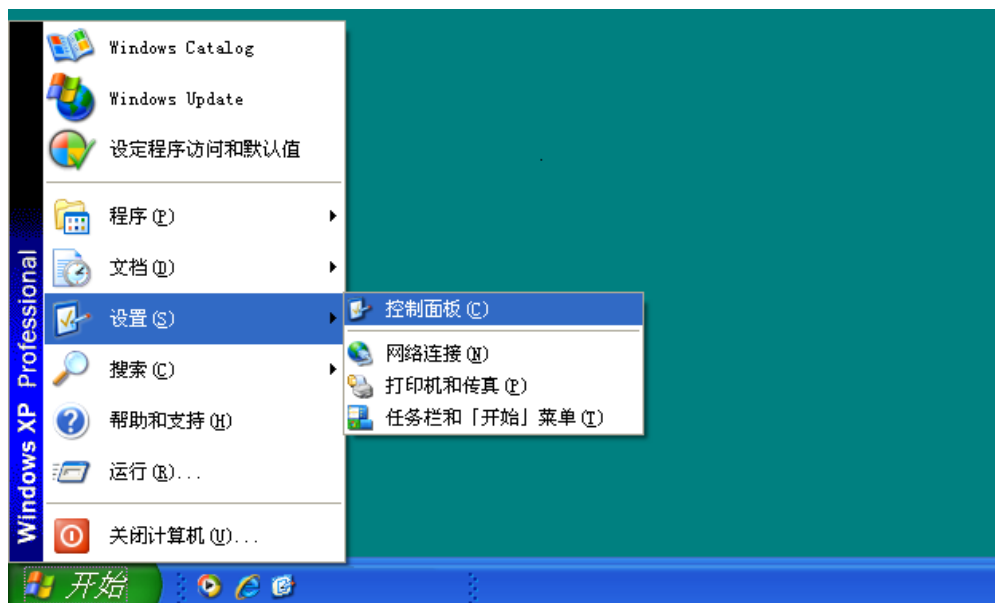 Windows Catalog
Windows Update
设定程序访问和默认值
程序(P)
文档(D)
设置(S)
控制面板(C)
网络连接(N)
打印机和传真(P)
任务栏和「开始」菜单(T)
搜索(C)
帮助和支持(H)
运行(R)...
关闭计算机(U)...
Windows XP Professional
开始